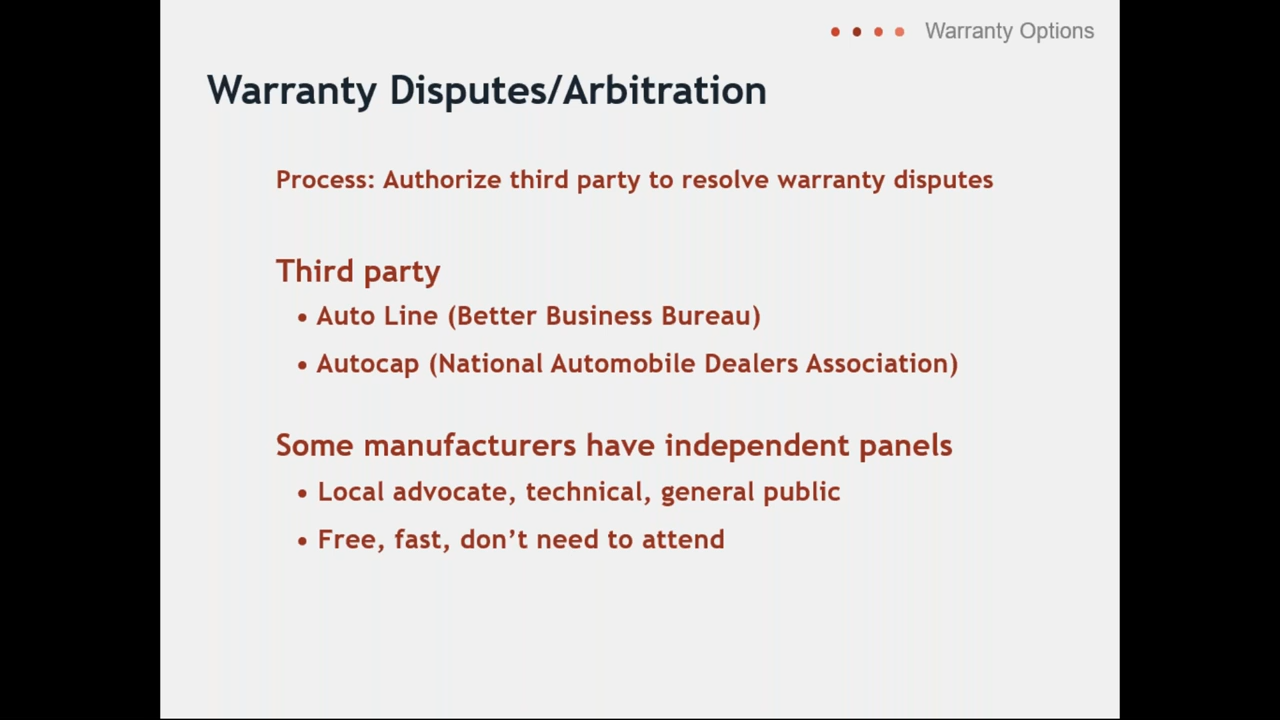 Warranty Options
Warranty Disputes/Arbitration
Process: Authorize third party to resolve warranty disputes
Third party
• Auto Line (Better Business Bureau)
• Autocap (National Automobile Dealers Association)
Some manufacturers have independent panels
• Local advocate, technical, general public
• Free, fast, don’t need to attend